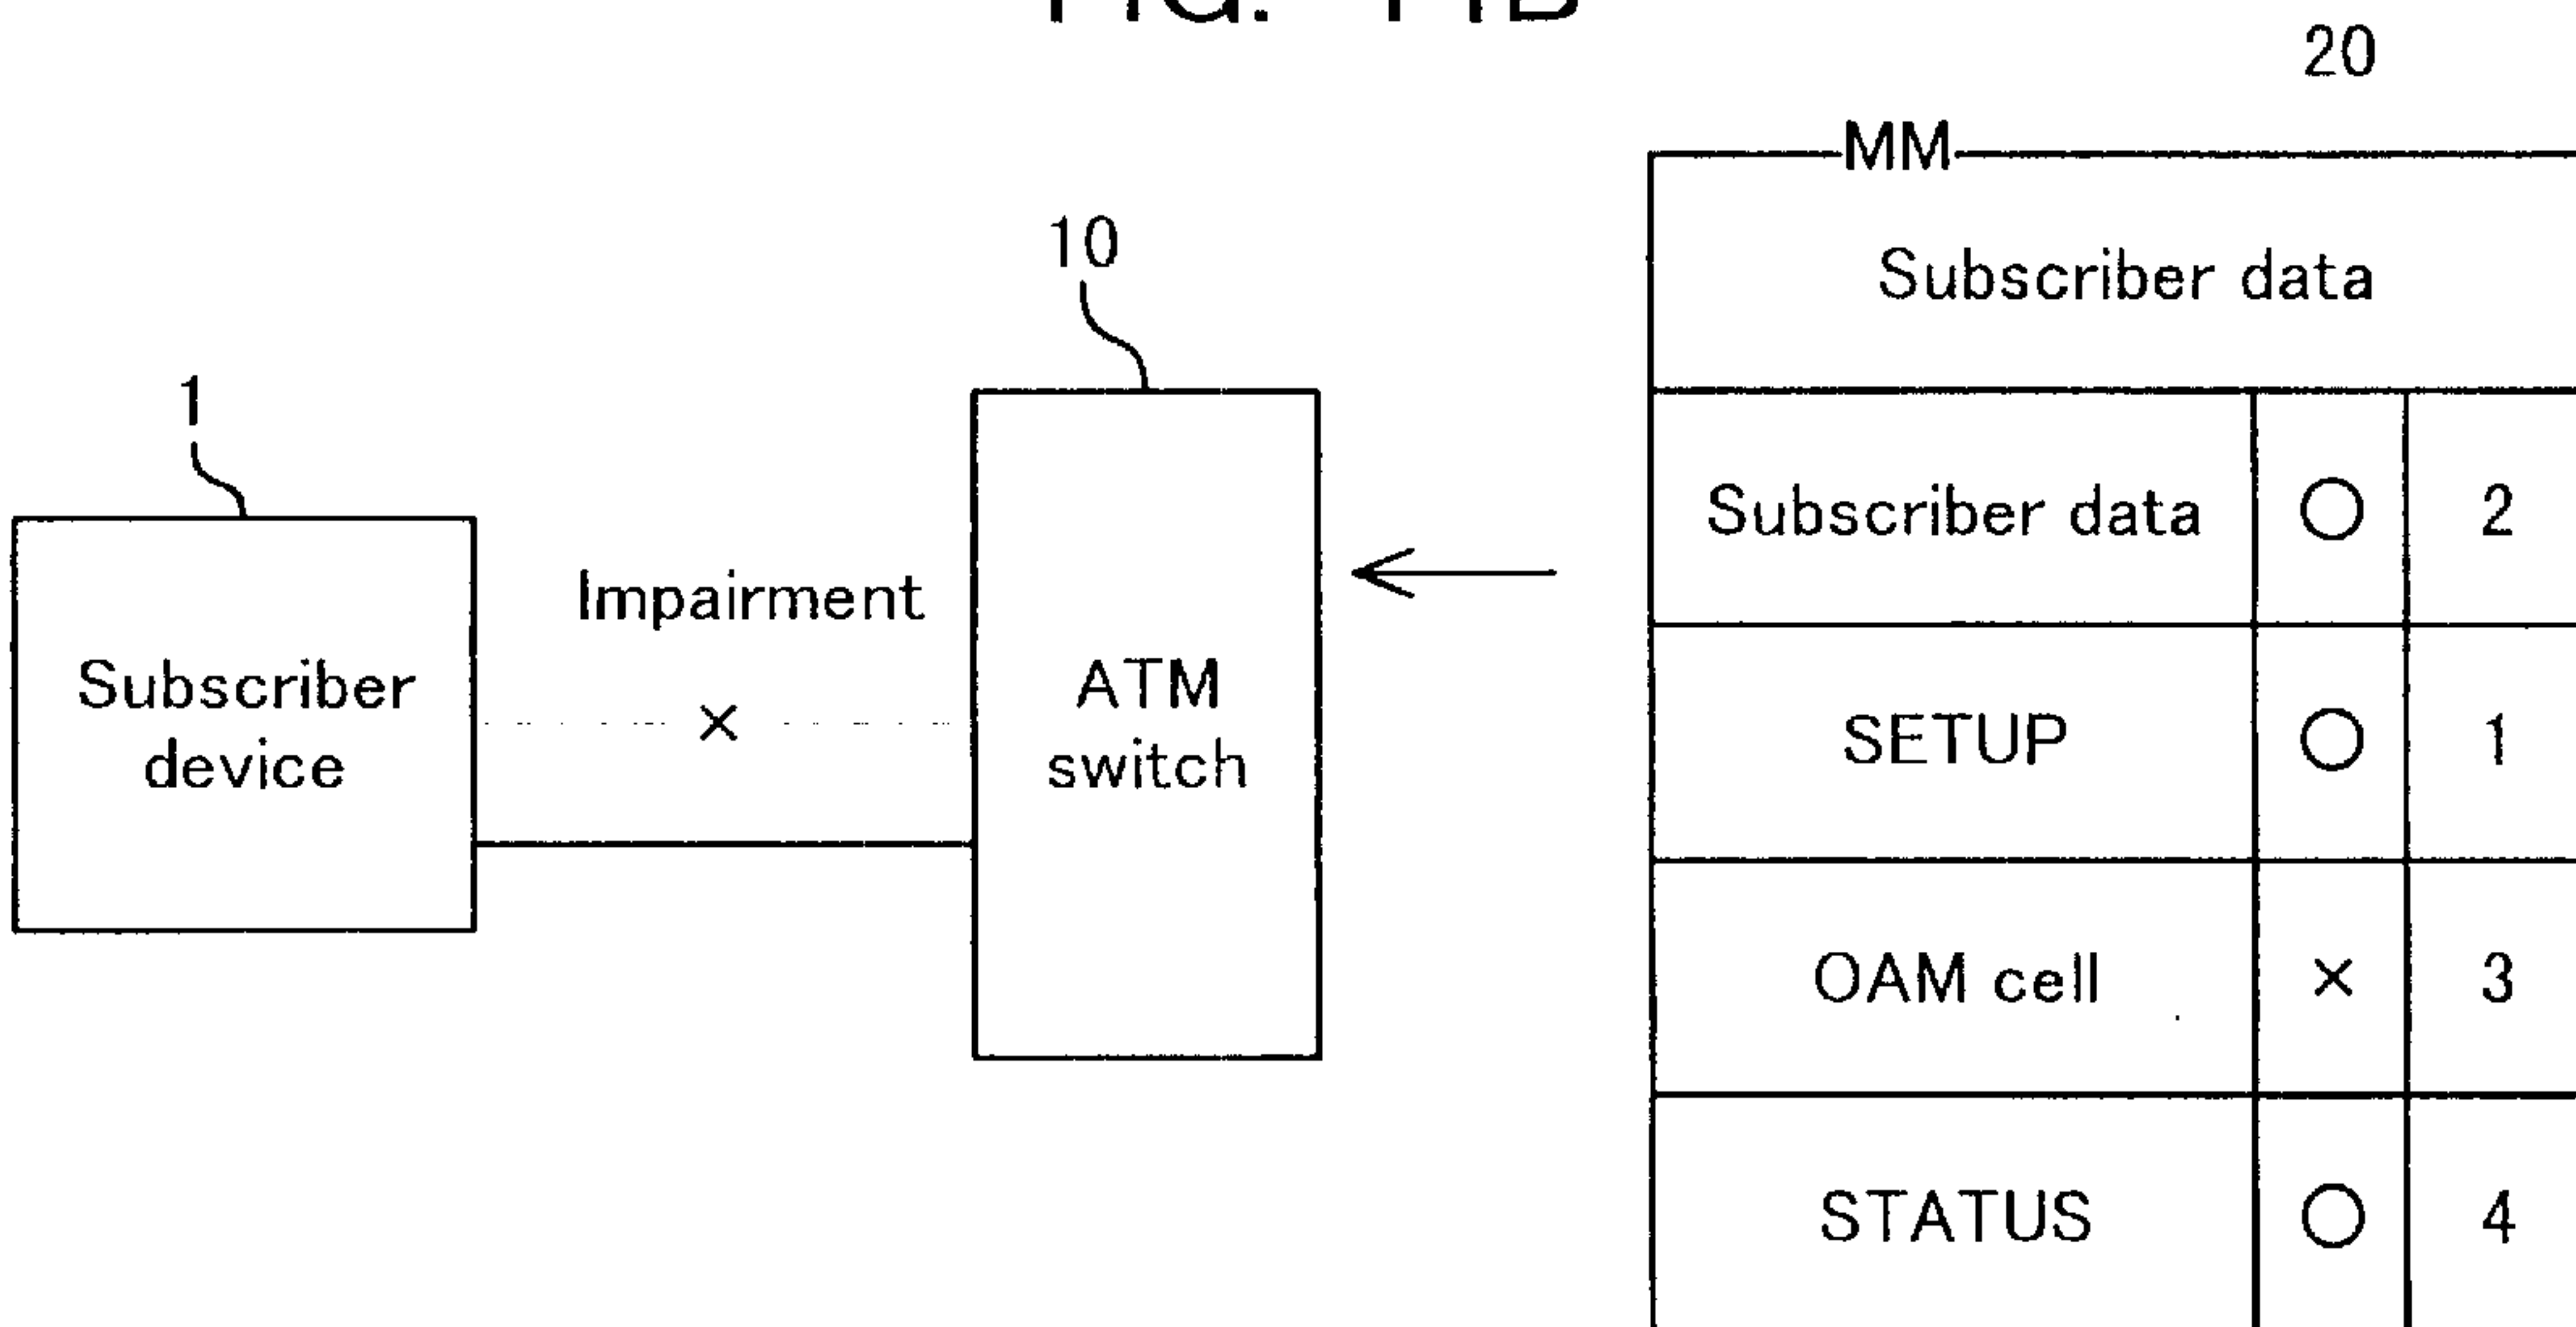 20
MM
Subscriber data
10
1
Subscriber data ○ 2
Impairment
Subscriber
device
×
ATM
switch
SETUP ○ 1
OAM cell × 3
STATUS ○ 4